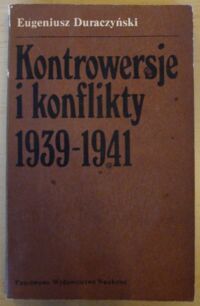 Eugeniusz Duraczyński
Kontrowersje
i konflikty
1939-1941
Państwowe Wydawnictwo Naukowe